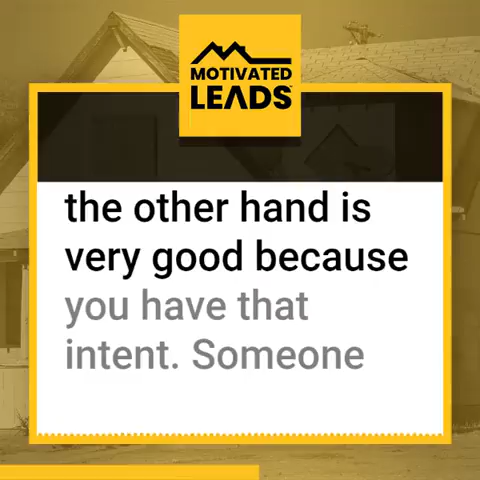 MOTIVATED
LEADS
the other hand is
very good because
you have that
intent. Someone